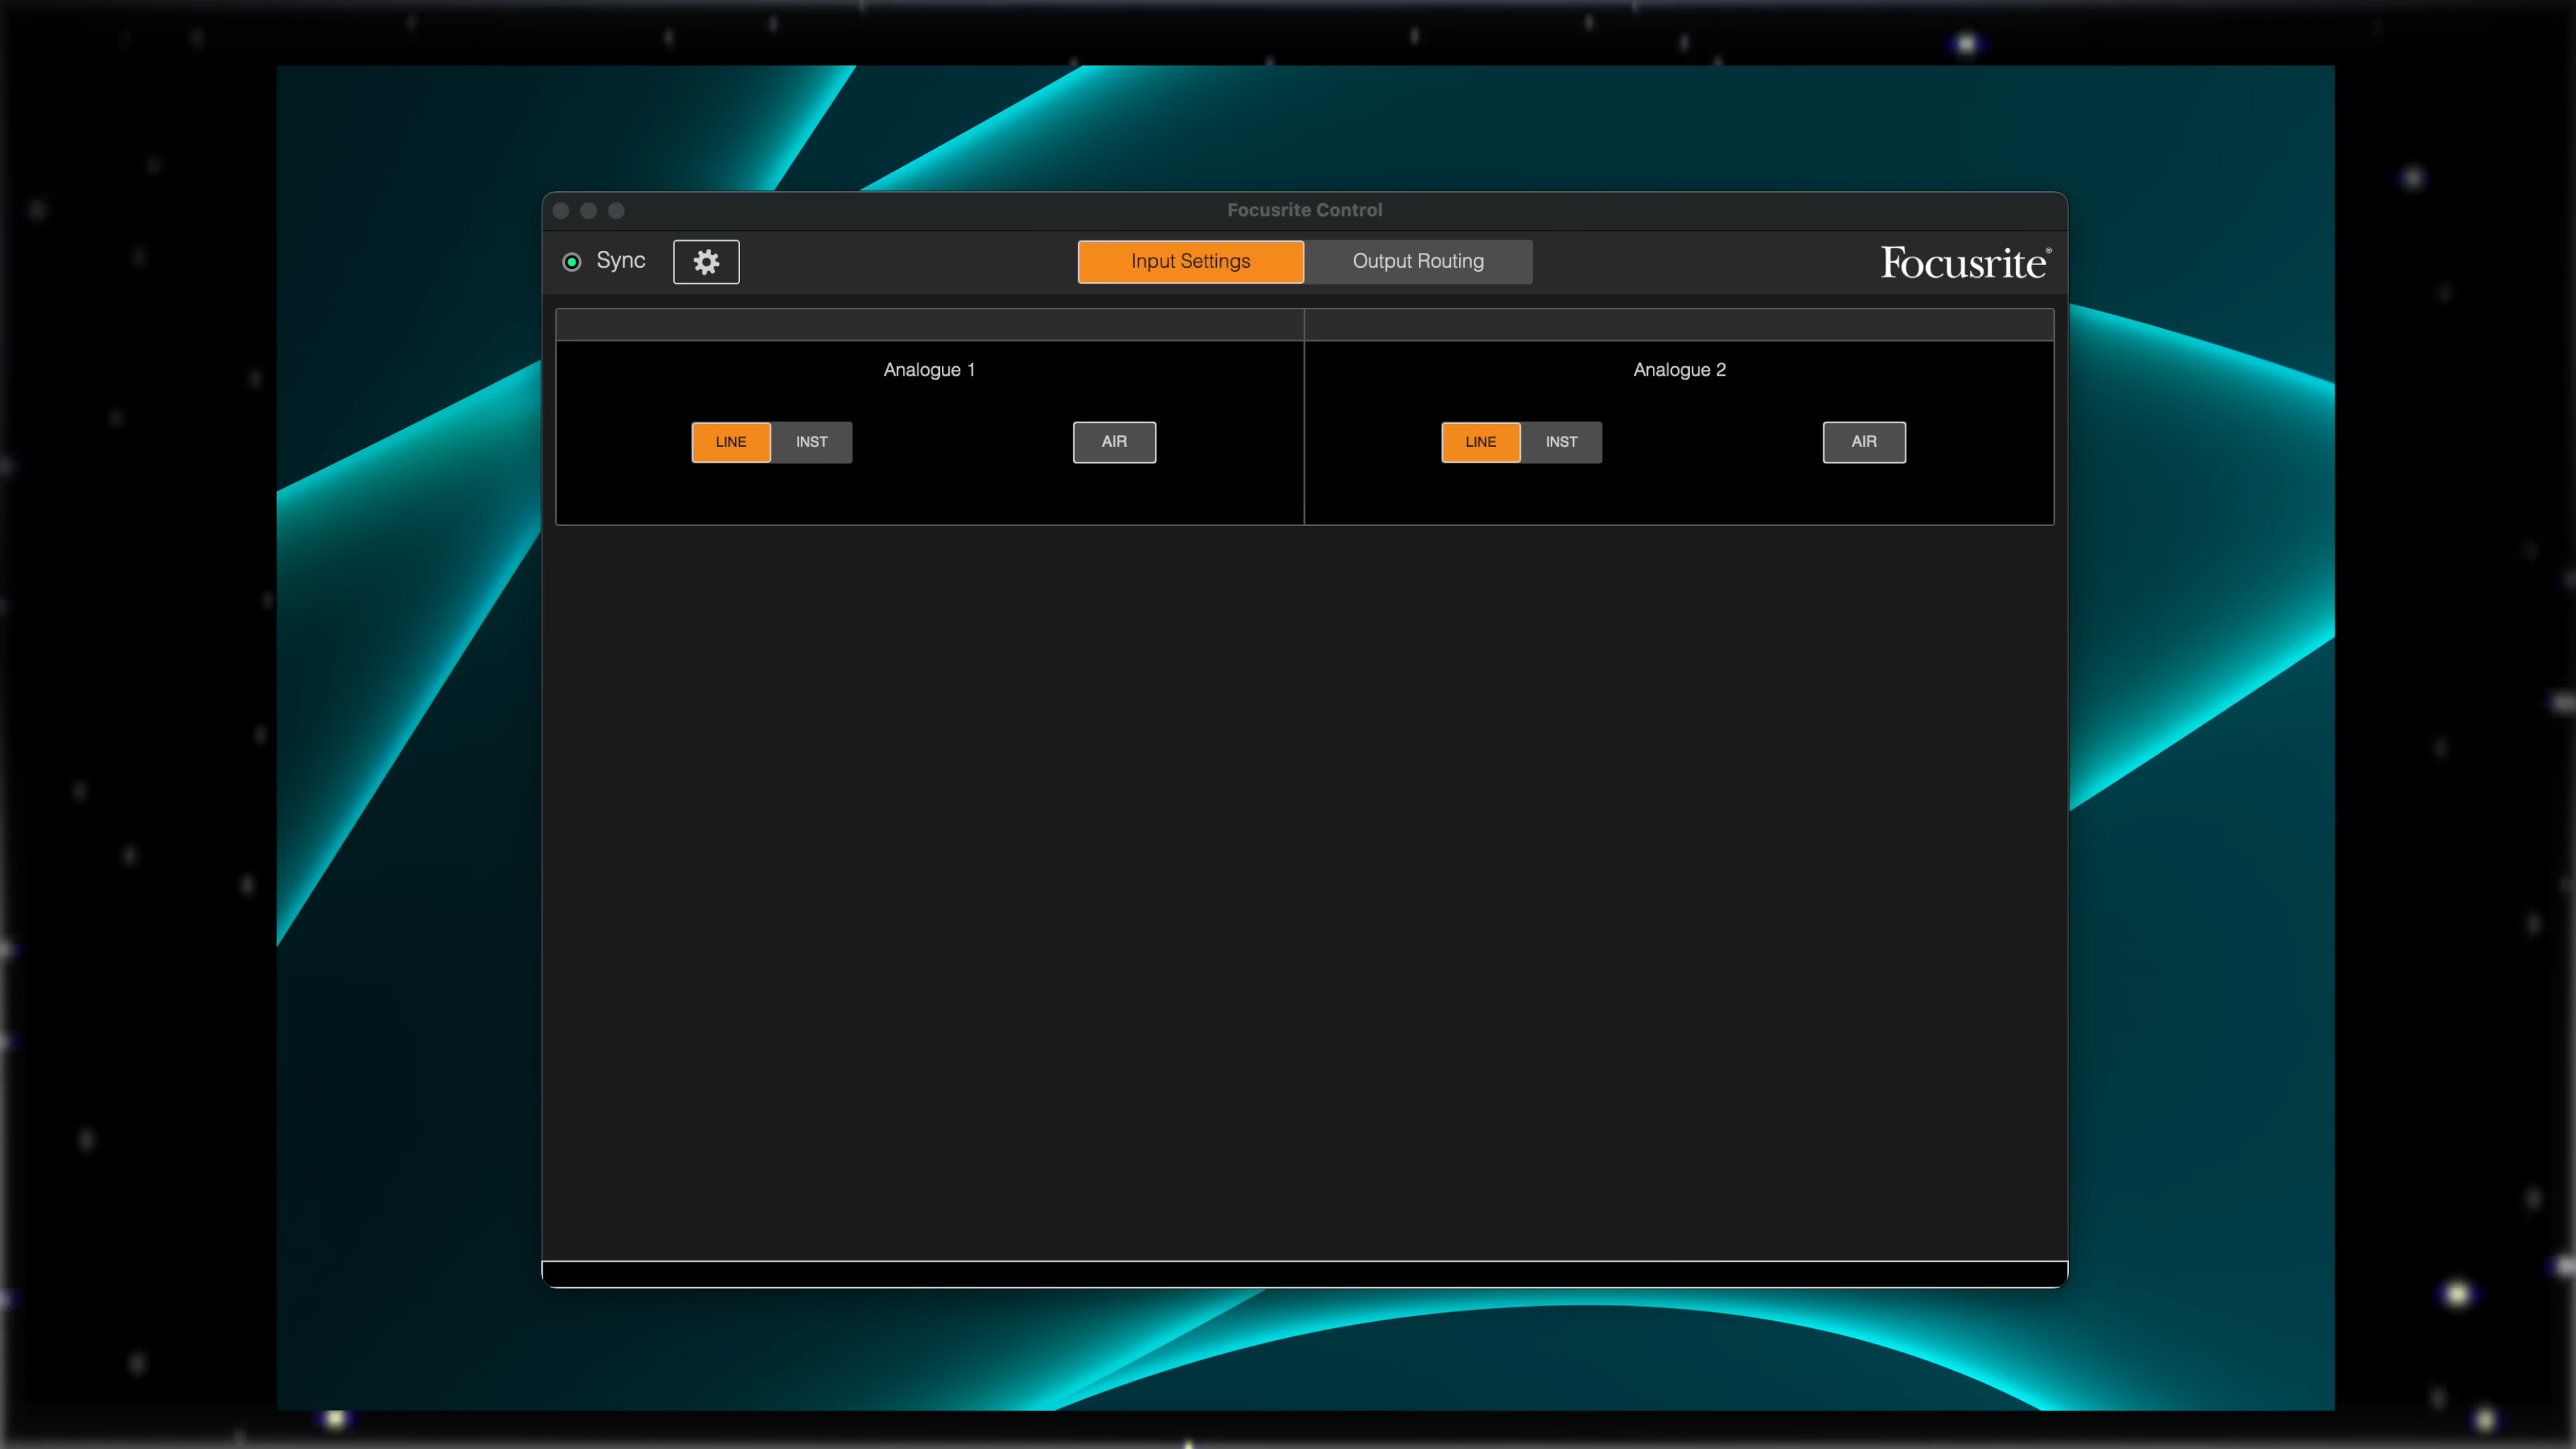 Focusrite Control
Sync
Input Settings
Output Routing
Focusrite®
Analogue 1
Analogue 2
LINE
INST
AIR
LINE
INST
AIR